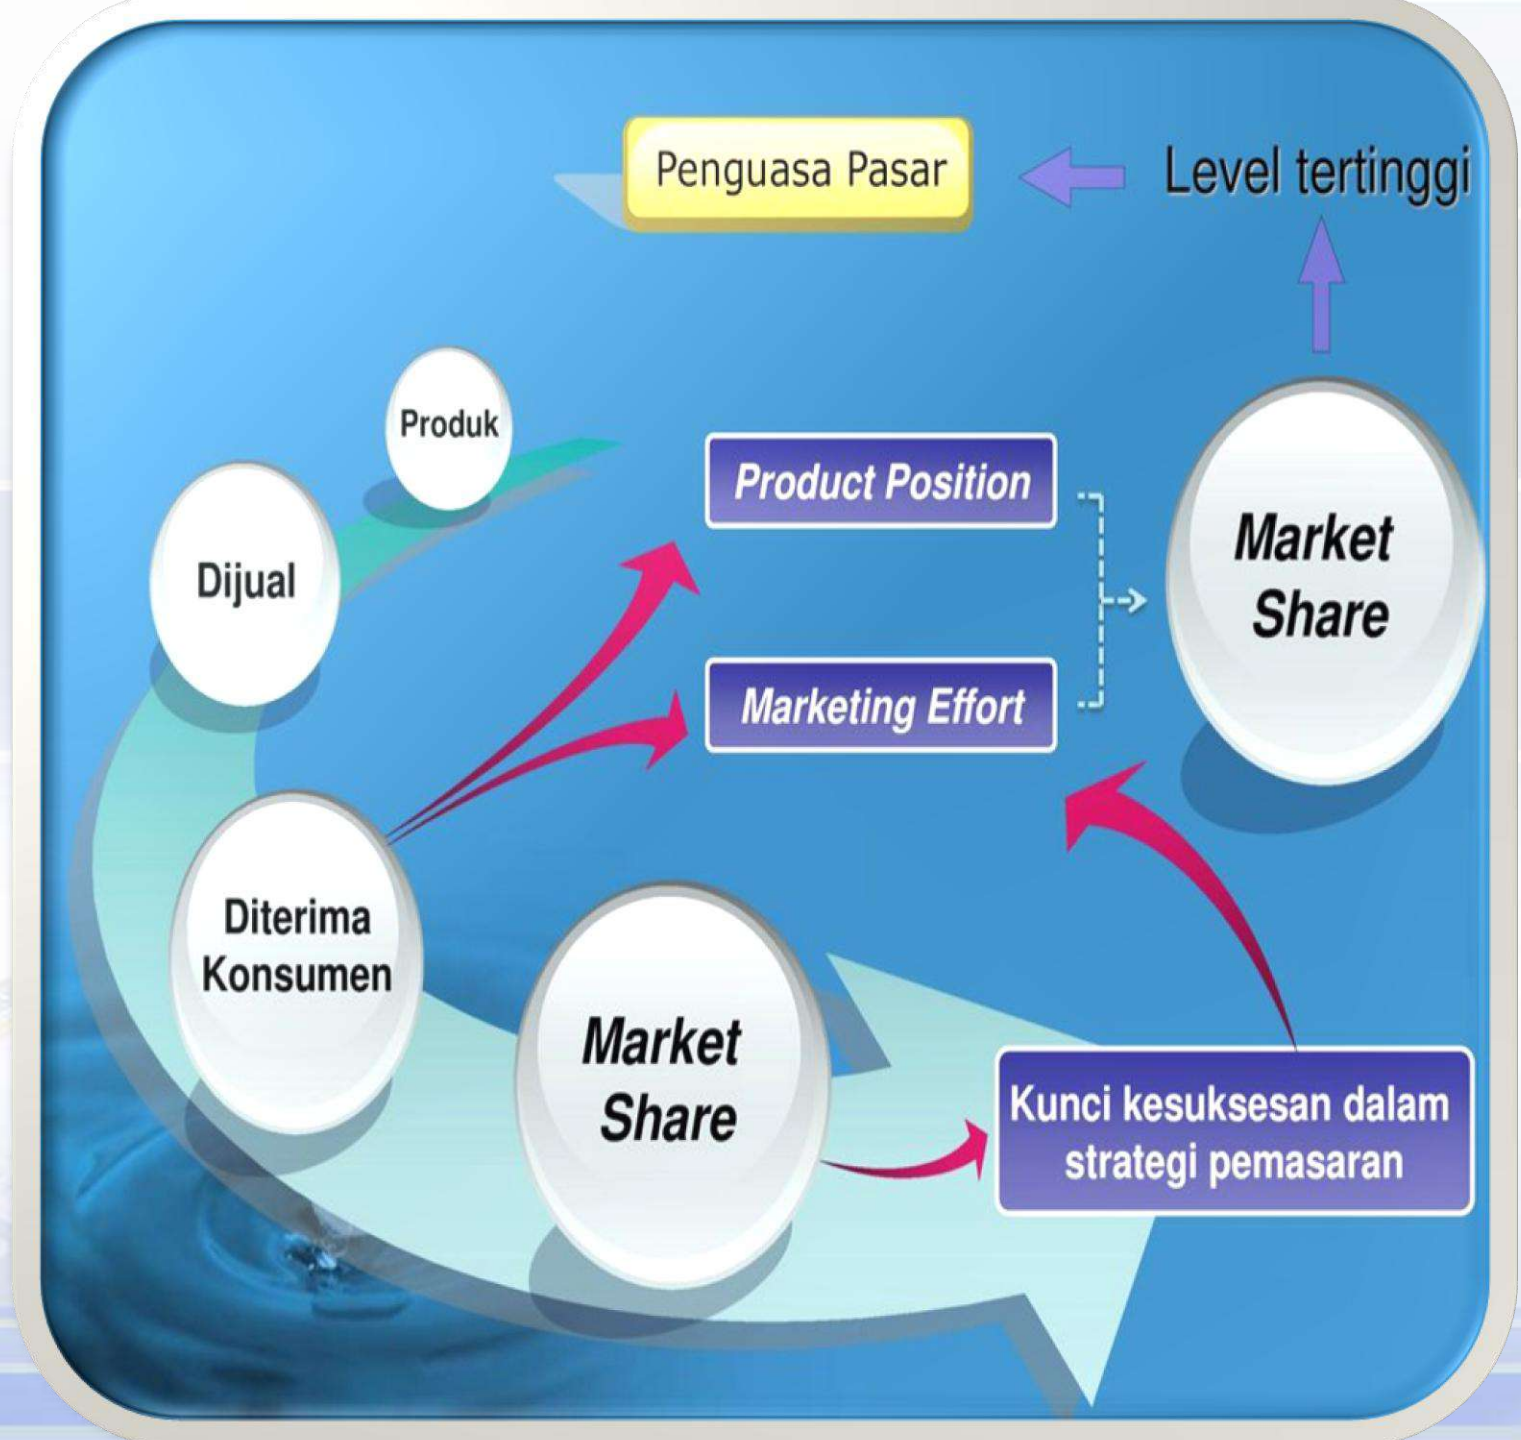 Penguasa Pasar
Level tertinggi
Produk
Dijual
Diterima
Konsumen
Market
Share
Product Position
Marketing Effort
Market
Share
Kunci kesuksesan dalam
strategi pemasaran